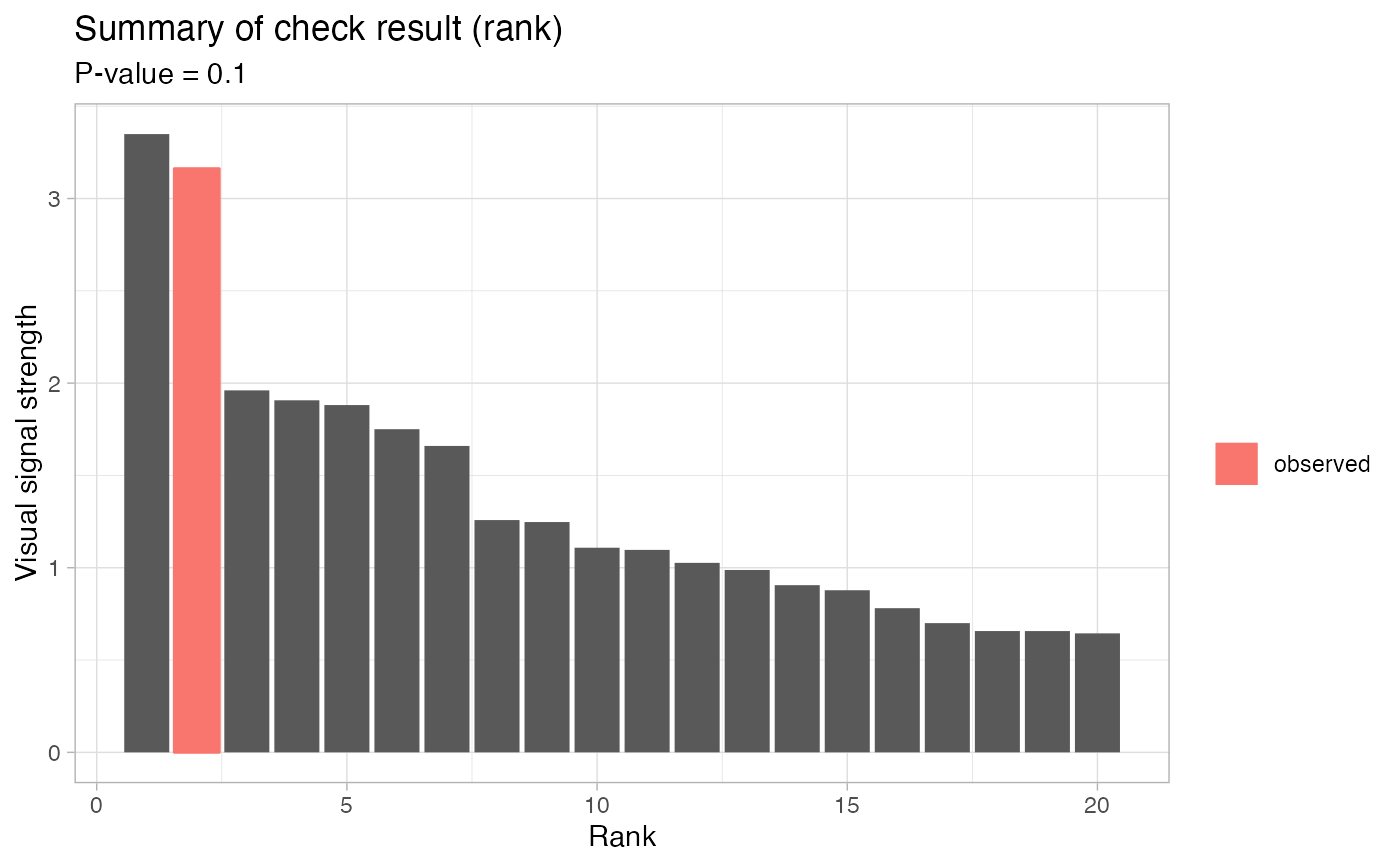 Summary of check result (rank)
P-value = 0.1
Visual signal strength
3
2
1
0
0 5 10 15 20
Rank
observed